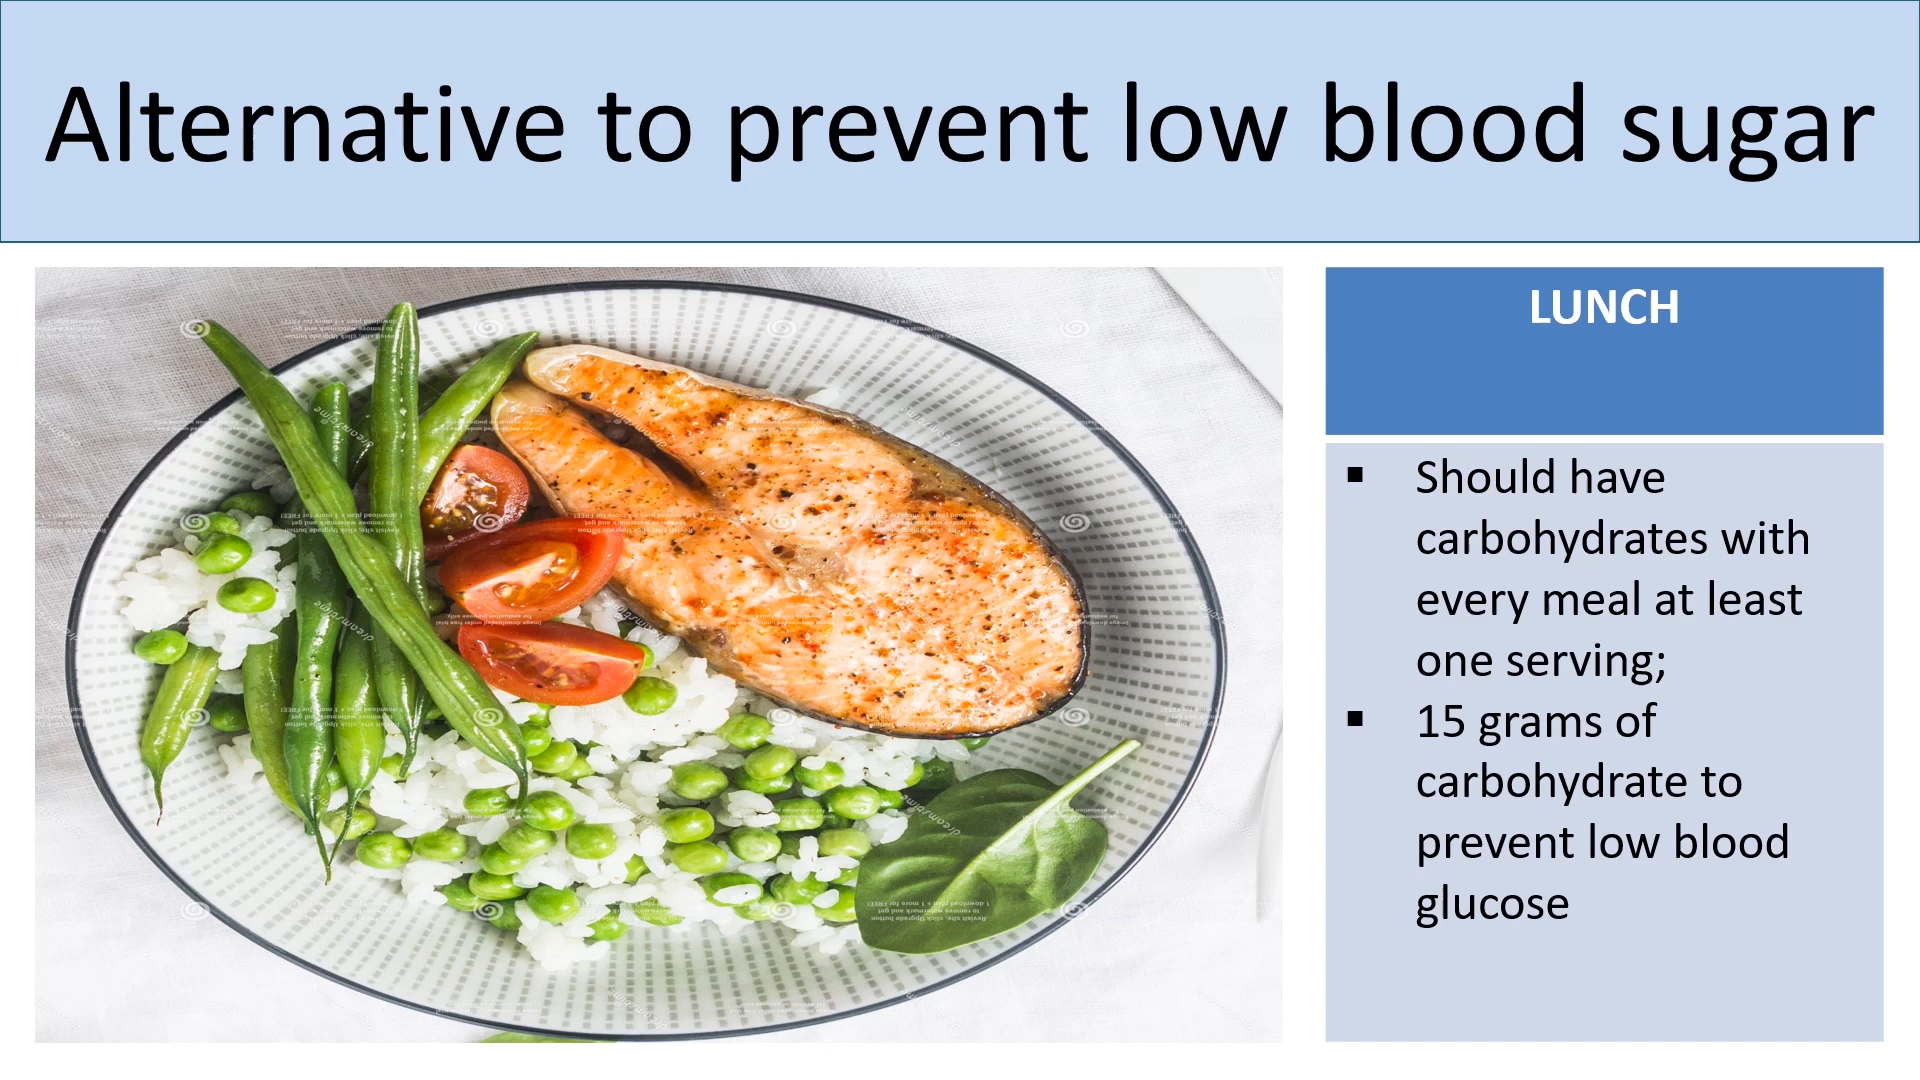 Alternative to prevent low blood sugar
LUNCH
▪ Should have
carbohydrates with
every meal at least
one serving;
▪ 15 grams of
carbohydrate to
prevent low blood
glucose